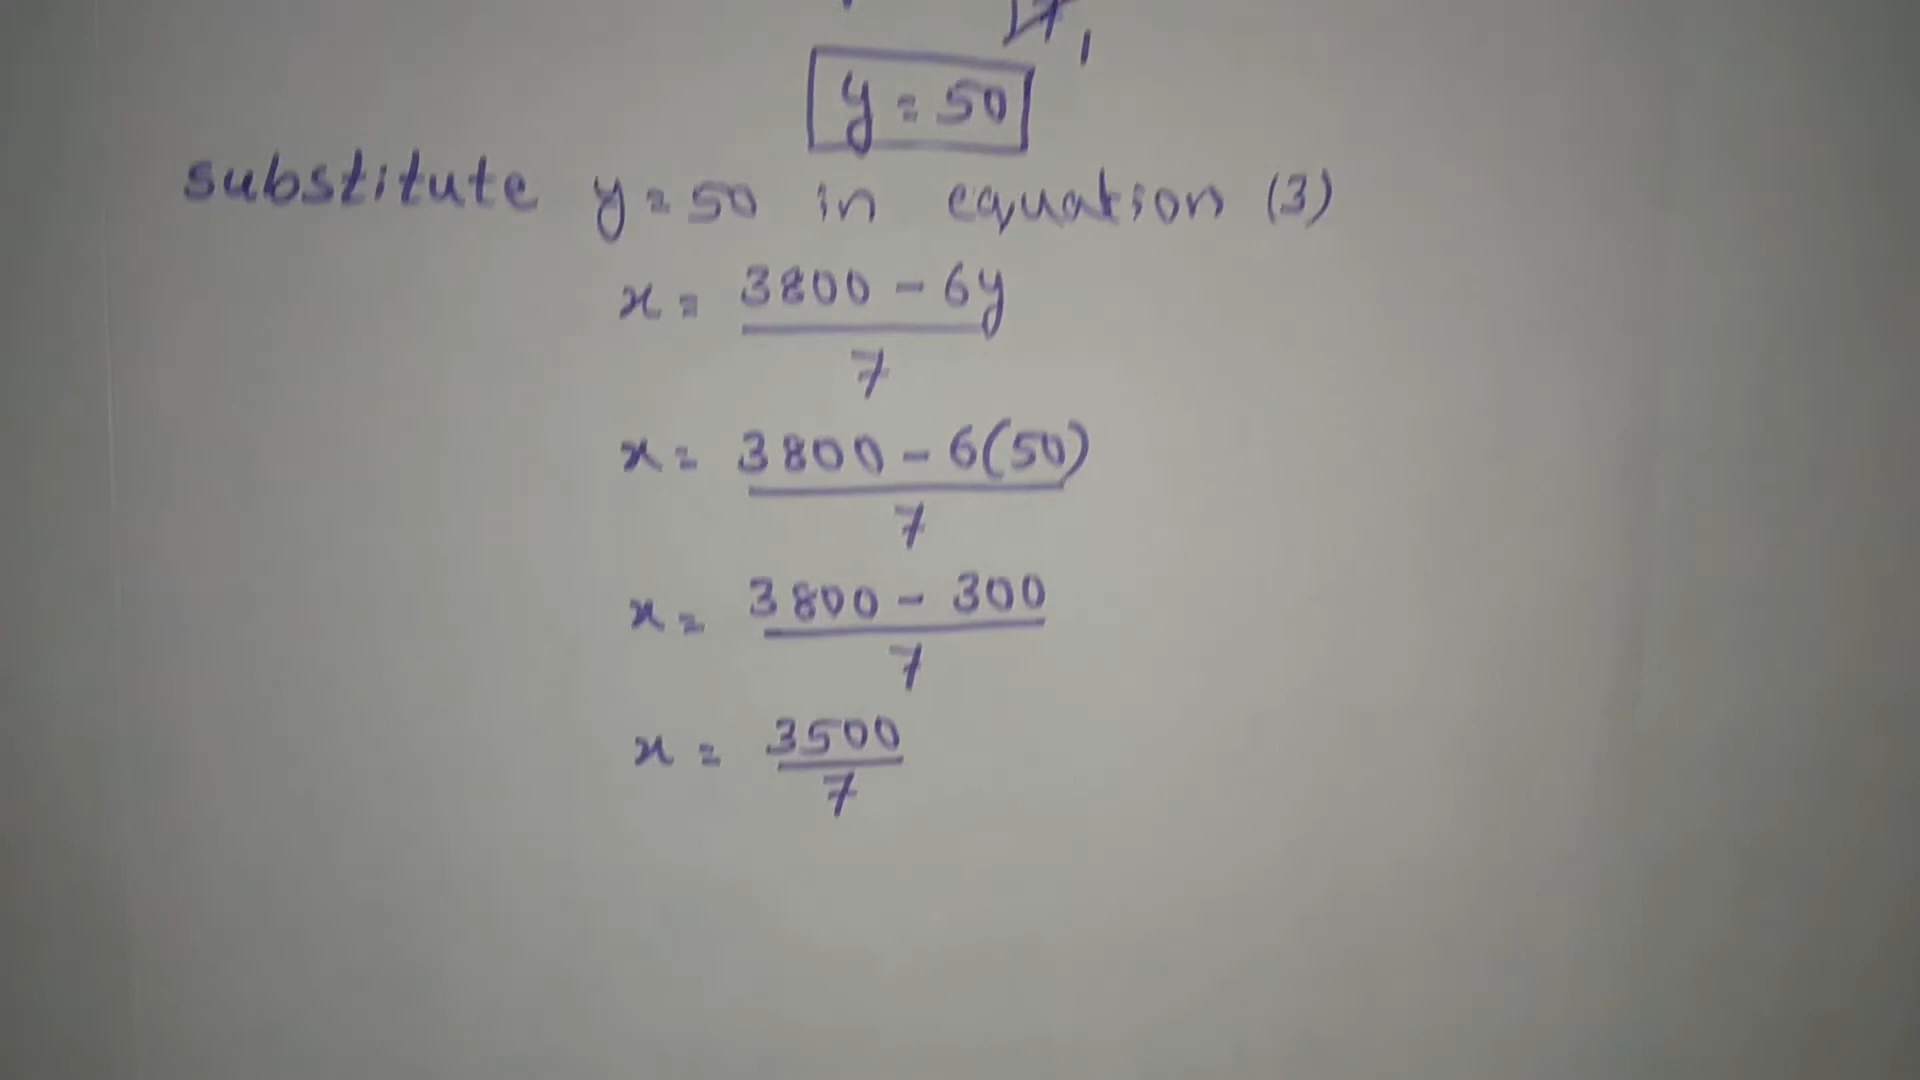 y = 50
substitute y = 50 in equation (3)
x = 3800 - 6y / 7
x = 3800 - 6(50) / 7
x = 3800 - 300 / 7
x = 3500 / 7